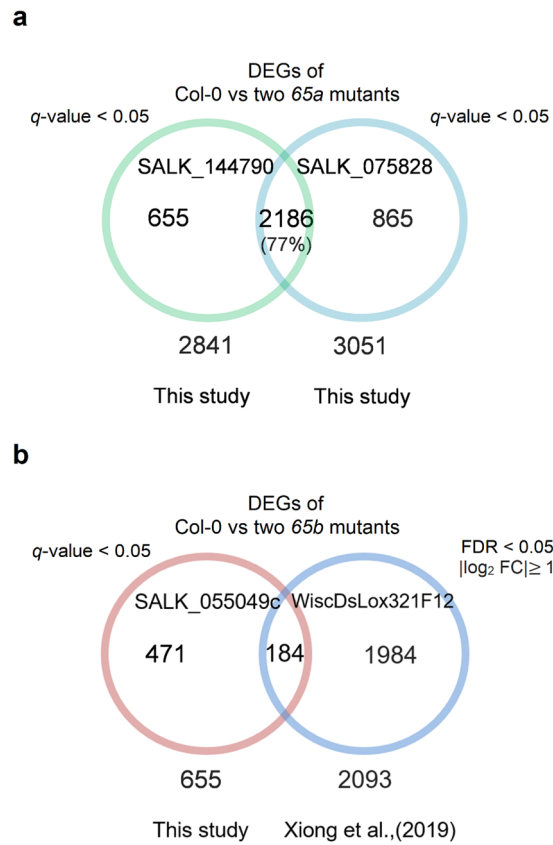 a
DEGs of
Col-0 vs two 65a mutants
q-value < 0.05
q-value < 0.05
SALK_144790
SALK_075828
655
2186
(77%)
865
2841
3051
This study
This study
b
DEGs of
Col-0 vs two 65b mutants
q-value < 0.05
FDR < 0.05
|log₂ FC|≥ 1
SALK_055049c
WiscDsLox321F12
471
184
1984
655
2093
This study
Xiong et al.,(2019)